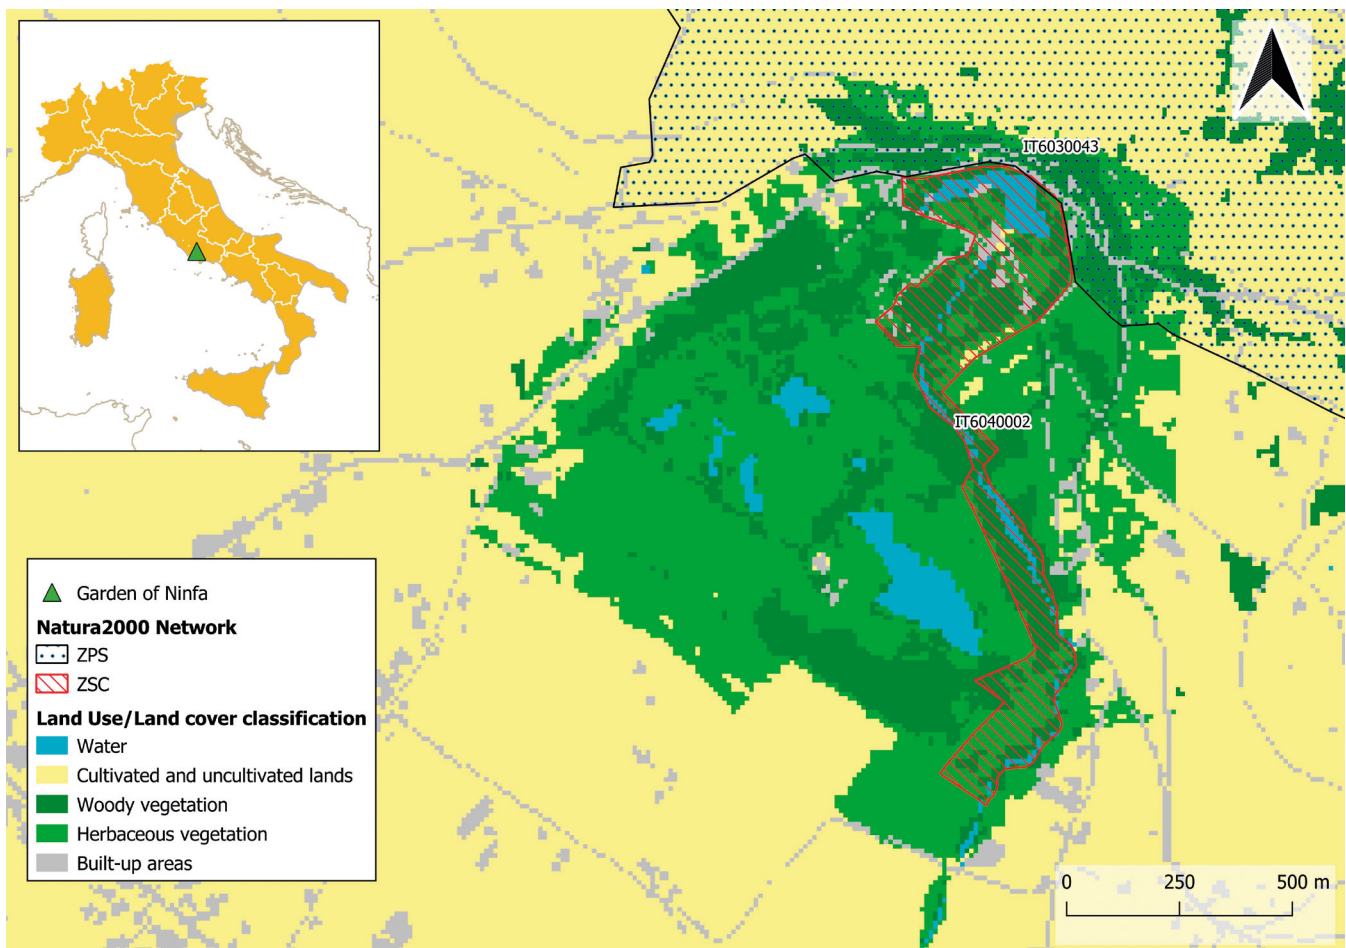 IT6030043
IT6040002
Garden of Ninfa
Natura2000 Network
ZPS
ZSC
Land Use/Land cover classification
Water
Cultivated and uncultivated lands
Woody vegetation
Herbaceous vegetation
Built-up areas
0 250 500 m